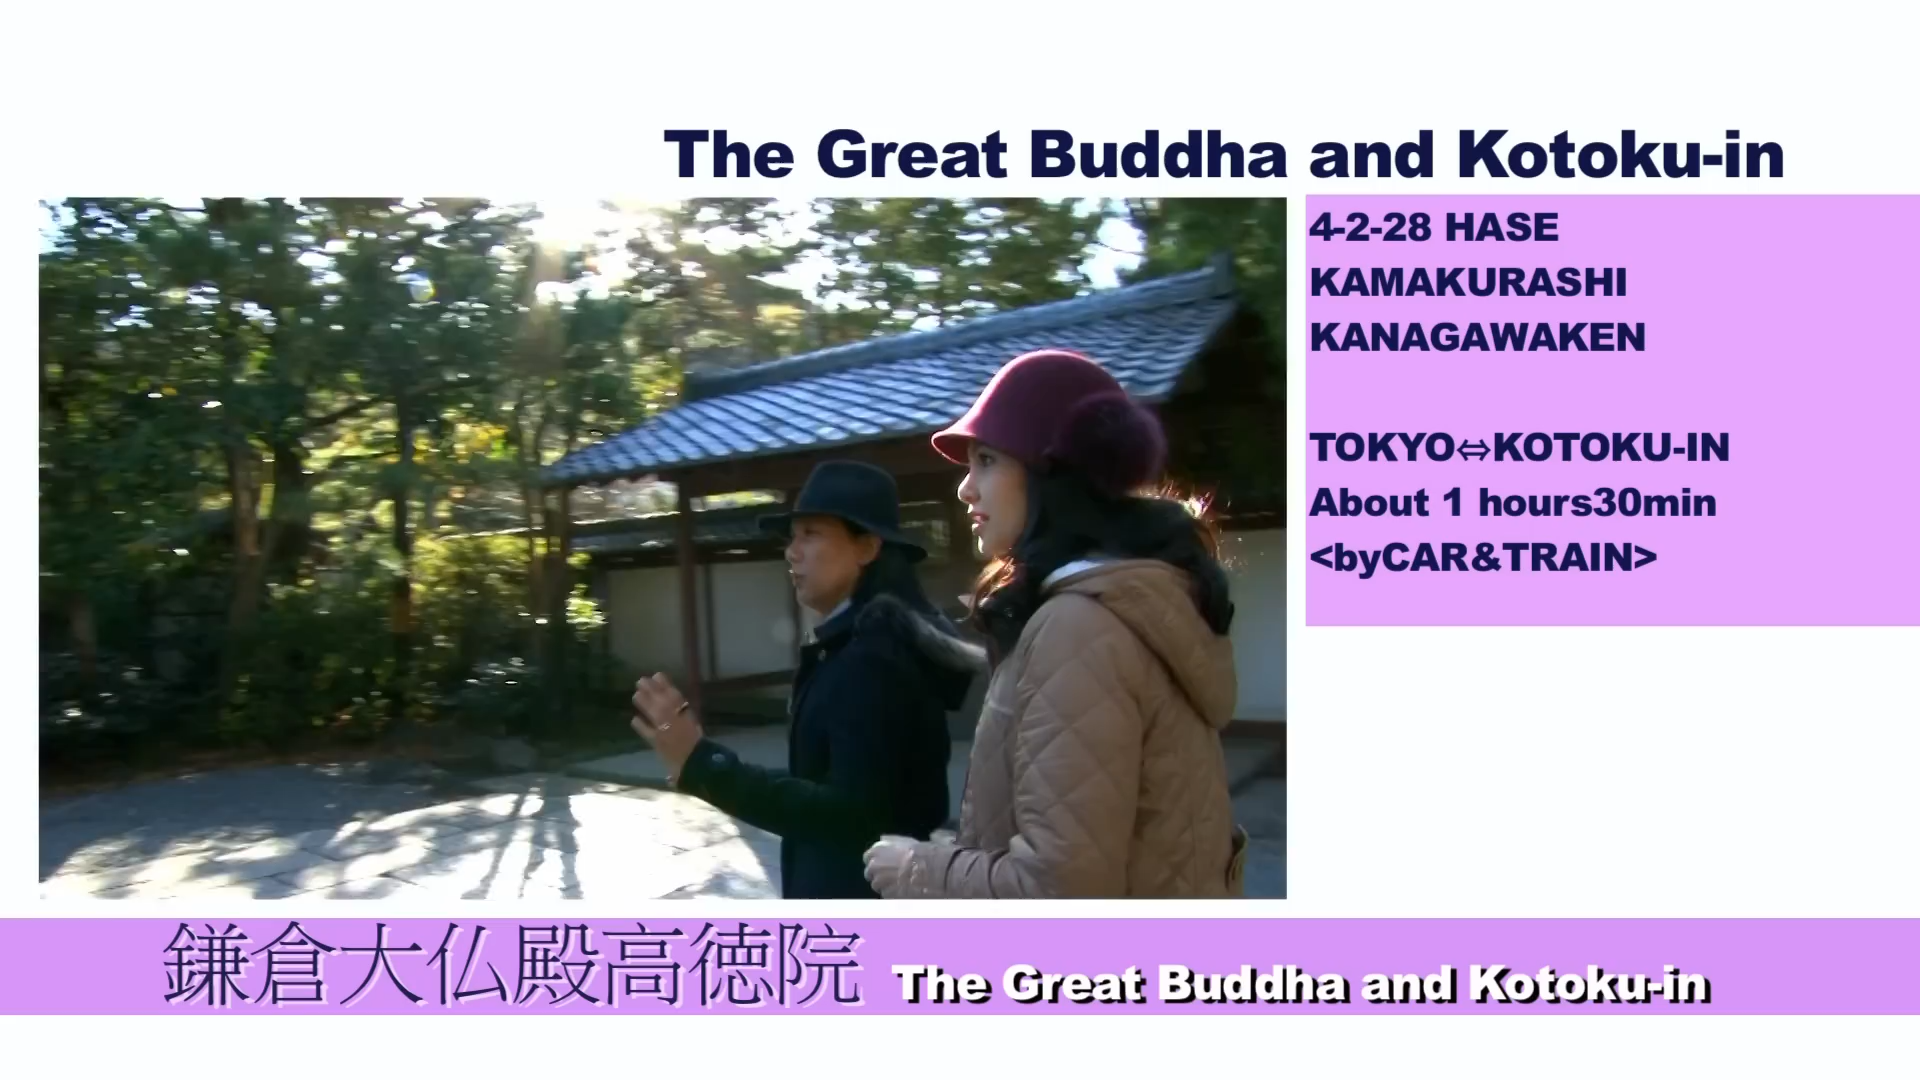 The Great Buddha and Kotoku-in
4-2-28 HASE
KAMAKURASHI
KANAGAWAKEN
TOKYO⇔KOTOKU-IN
About 1 hours30min
<byCAR&TRAIN>
鎌倉大仏殿高徳院 The Great Buddha and Kotoku-in